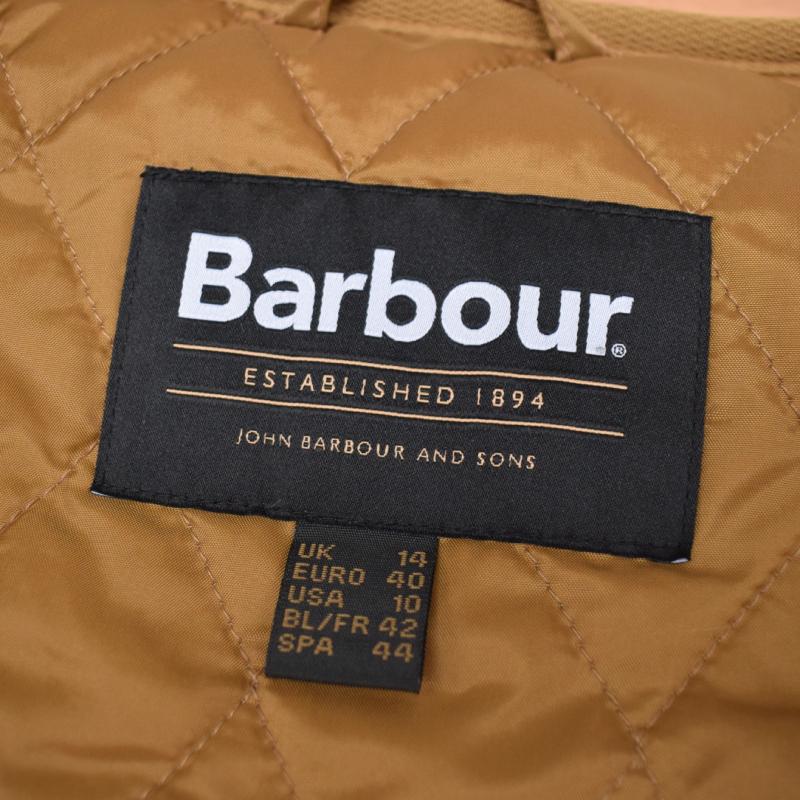 Barbour®
ESTABLISHED 1894
JOHN BARBOUR AND SONS
UK 14
EURO 40
USA 10
BL/FR 42
SPA 44